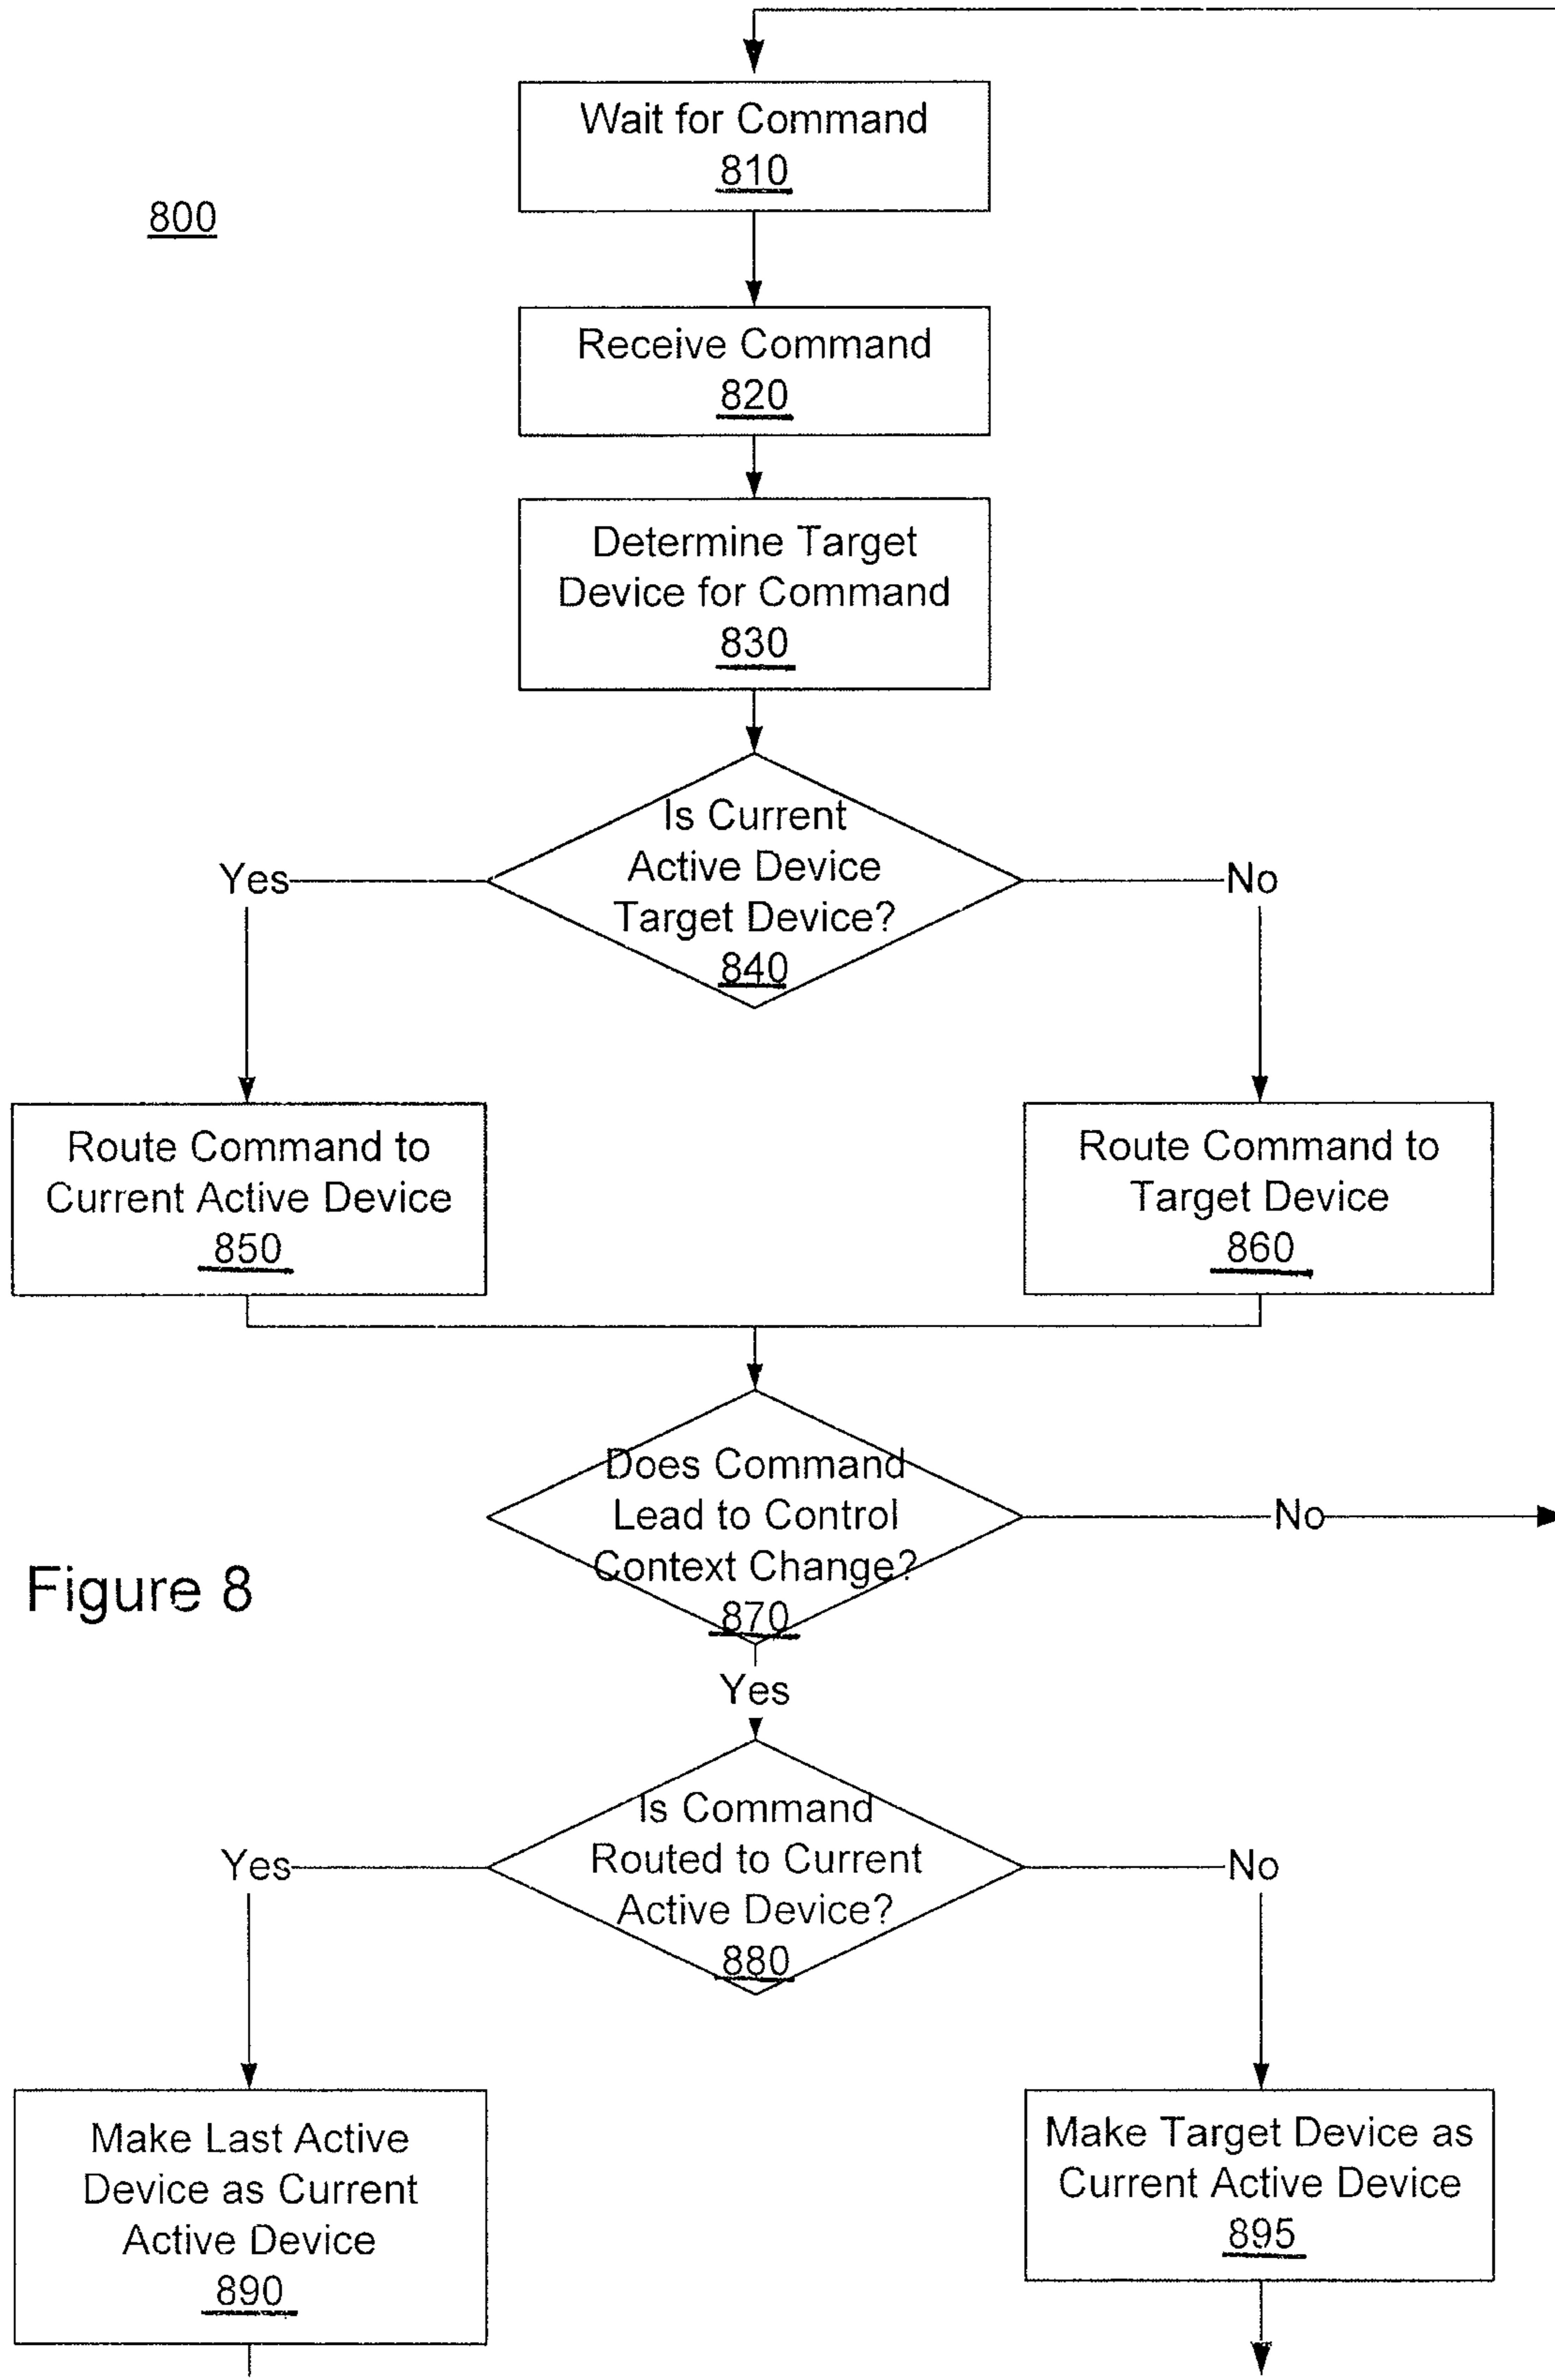 Wait for Command
810
800
Receive Command
820
Determine Target
Device for Command
830
Is Current
Active Device
Target Device?
840
Yes
No
Route Command to
Current Active Device
850
Route Command to
Target Device
860
Does Command
Lead to Control
Context Change?
870
No
Figure 8
Yes
Is Command
Routed to Current
Active Device?
880
Yes
No
Make Last Active
Device as Current
Active Device
890
Make Target Device as
Current Active Device
895